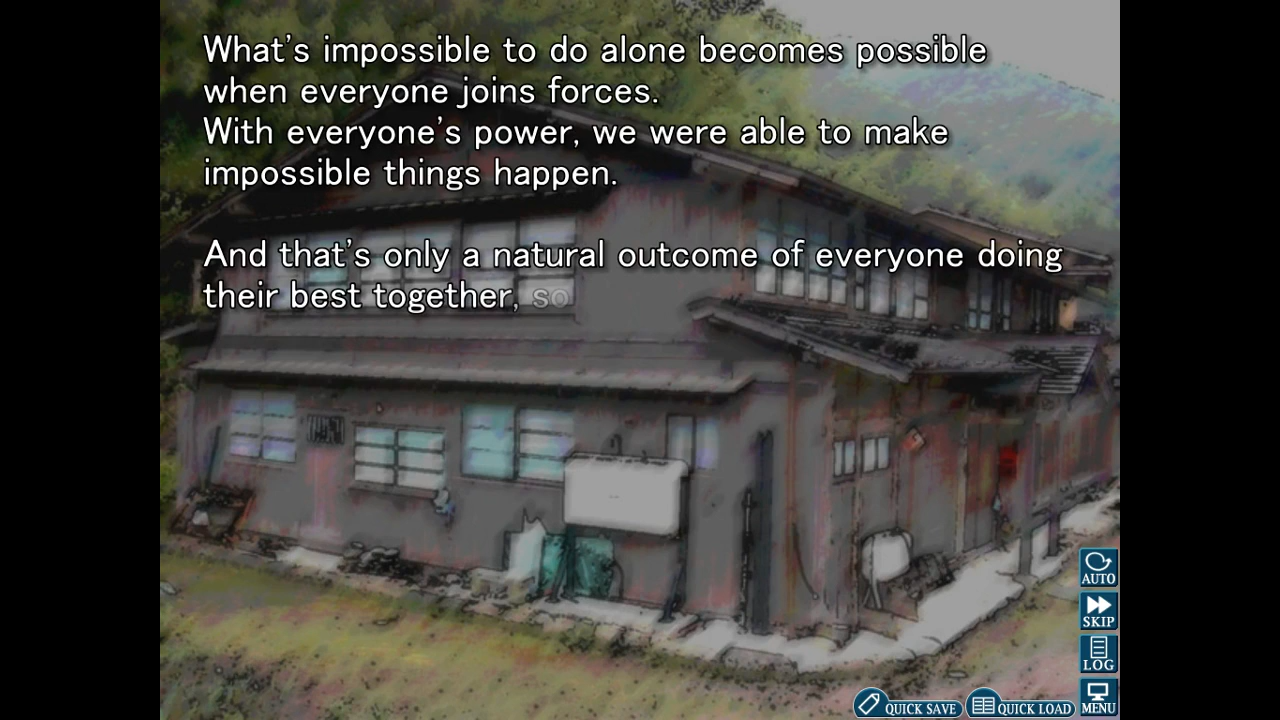 What's impossible to do alone becomes possible
when everyone joins forces.
With everyone's power, we were able to make
impossible things happen.
And that's only a natural outcome of everyone doing
their best together, so
AUTO
SKIP
LOG
MENU
QUICK SAVE
QUICK LOAD